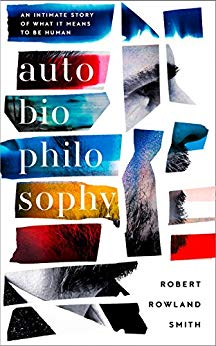 AN INTIMATE STORY
OF WHAT IT MEANS
TO BE HUMAN
auto
bio
philo
sophy
ROBERT
ROWLAND
SMITH